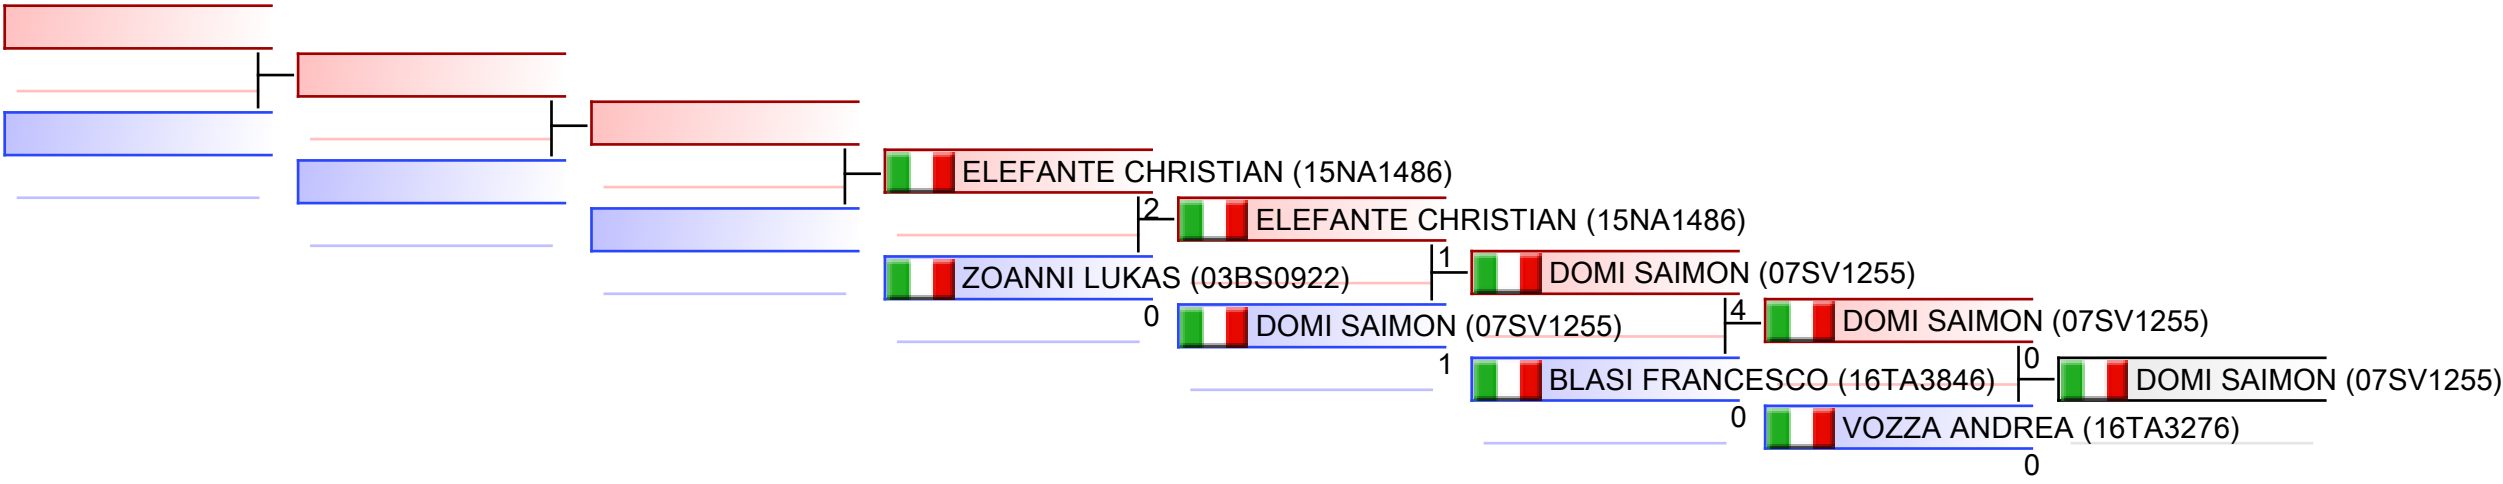 ELEFANTE CHRISTIAN (15NA1486)
2
ELEFANTE CHRISTIAN (15NA1486)
1
ZOANNI LUKAS (03BS0922)
0
DOMI SAIMON (07SV1255)
4
DOMI SAIMON (07SV1255)
1
DOMI SAIMON (07SV1255)
0
BLASI FRANCESCO (16TA3846)
0
DOMI SAIMON (07SV1255)
VOZZA ANDREA (16TA3276)
0